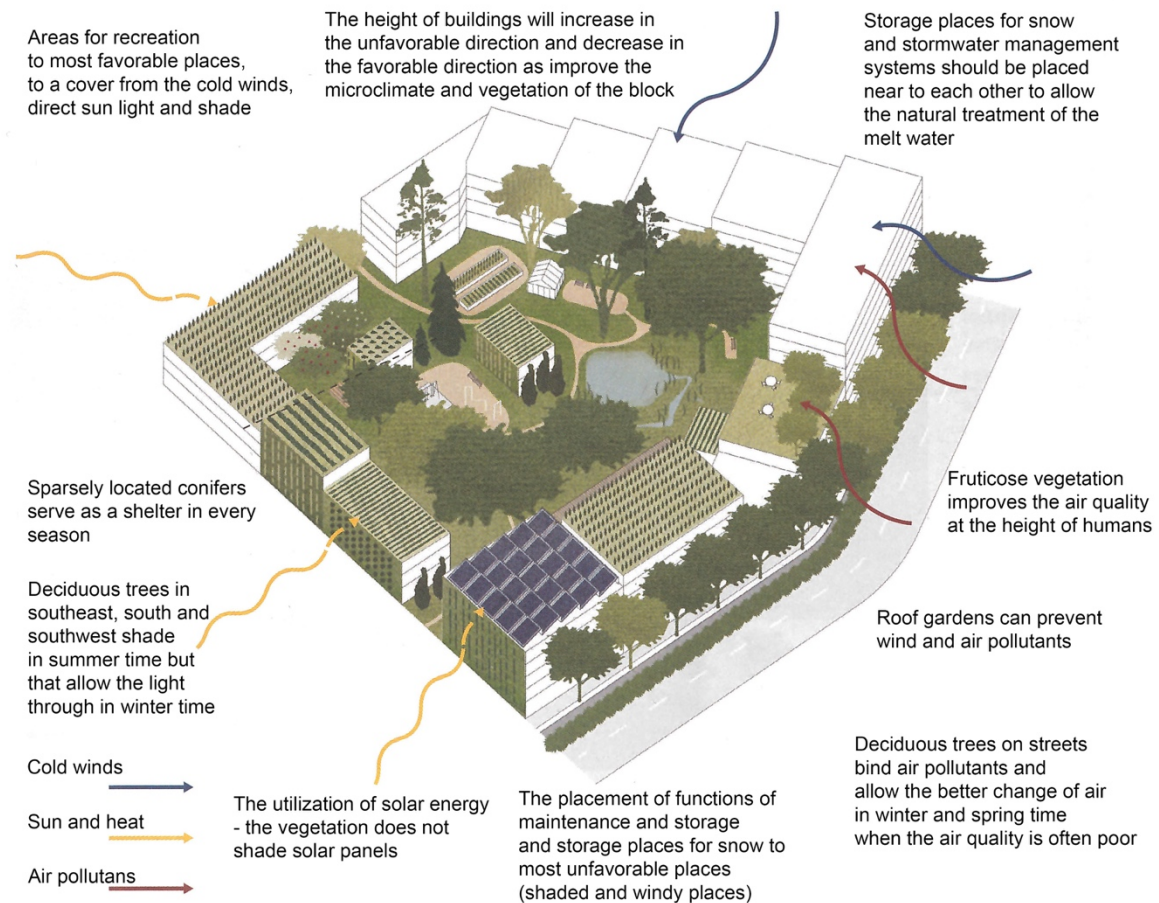 Areas for recreation
to most favorable places,
to a cover from the cold winds,
direct sun light and shade
The height of buildings will increase in
the unfavorable direction and decrease in
the favorable direction as improve the
microclimate and vegetation of the block
Storage places for snow
and stormwater management
systems should be placed
near to each other to allow
the natural treatment of the
melt water
Sparsely located conifers
serve as a shelter in every
season
Fruticose vegetation
improves the air quality
at the height of humans
Deciduous trees in
southeast, south and
southwest shade
in summer time but
that allow the light
through in winter time
Roof gardens can prevent
wind and air pollutants
Cold winds
Sun and heat
Air pollutans
The utilization of solar energy
- the vegetation does not
shade solar panels
The placement of functions of
maintenance and storage
and storage places for snow to
most unfavorable places
(shaded and windy places)
Deciduous trees on streets
bind air pollutants and
allow the better change of air
in winter and spring time
when the air quality is often poor